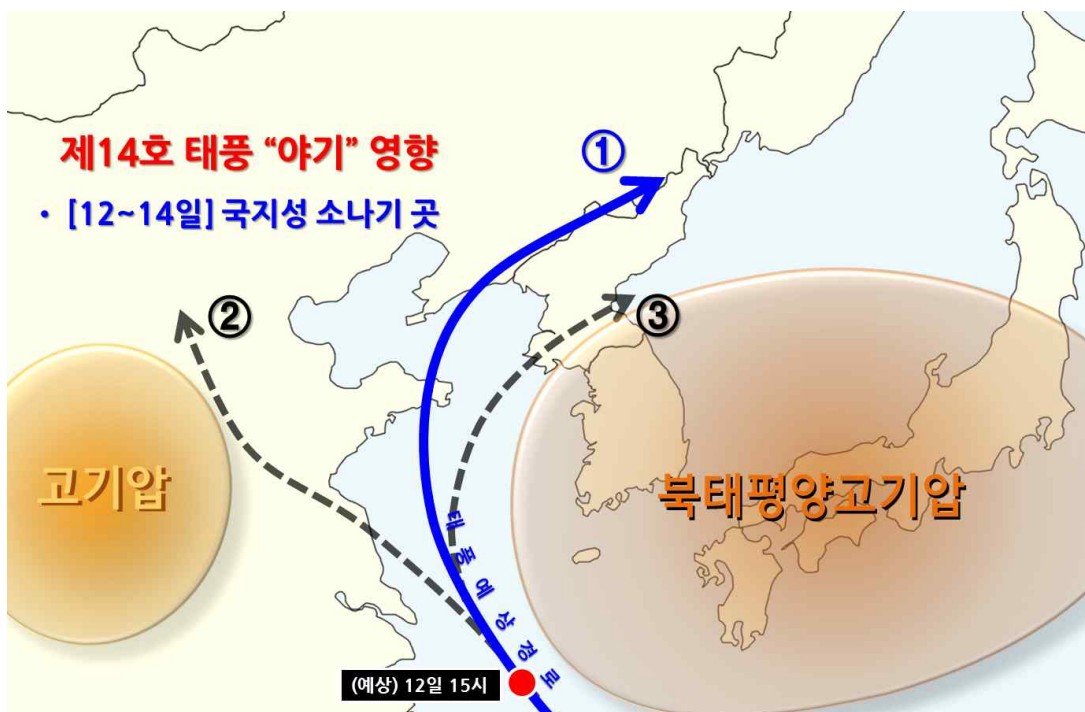 제14호 태풍 “야기” 영향
• [12~14일] 국지성 소나기 곳
①
②
③
고기압
북태평양고기압
태풍예상경로
(예상) 12일 15시